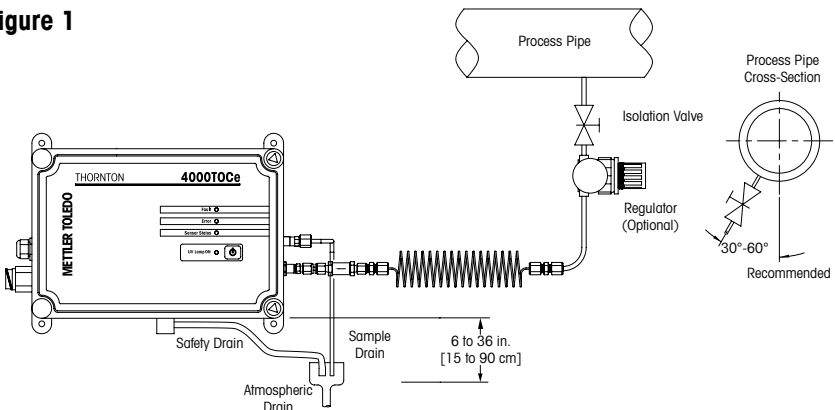 igure 1
Process Pipe
Process Pipe
Cross-Section
Isolation Valve
THORNTON
4000TOCe
METTLER TOLEDO
Fault
Error
Sensor Status
UV Lamp ON
Regulator
(Optional)
30°-60°
Recommended
Safety Drain
Sample
Drain
6 to 36 in.
[15 to 90 cm]
Atmospheric
Drain